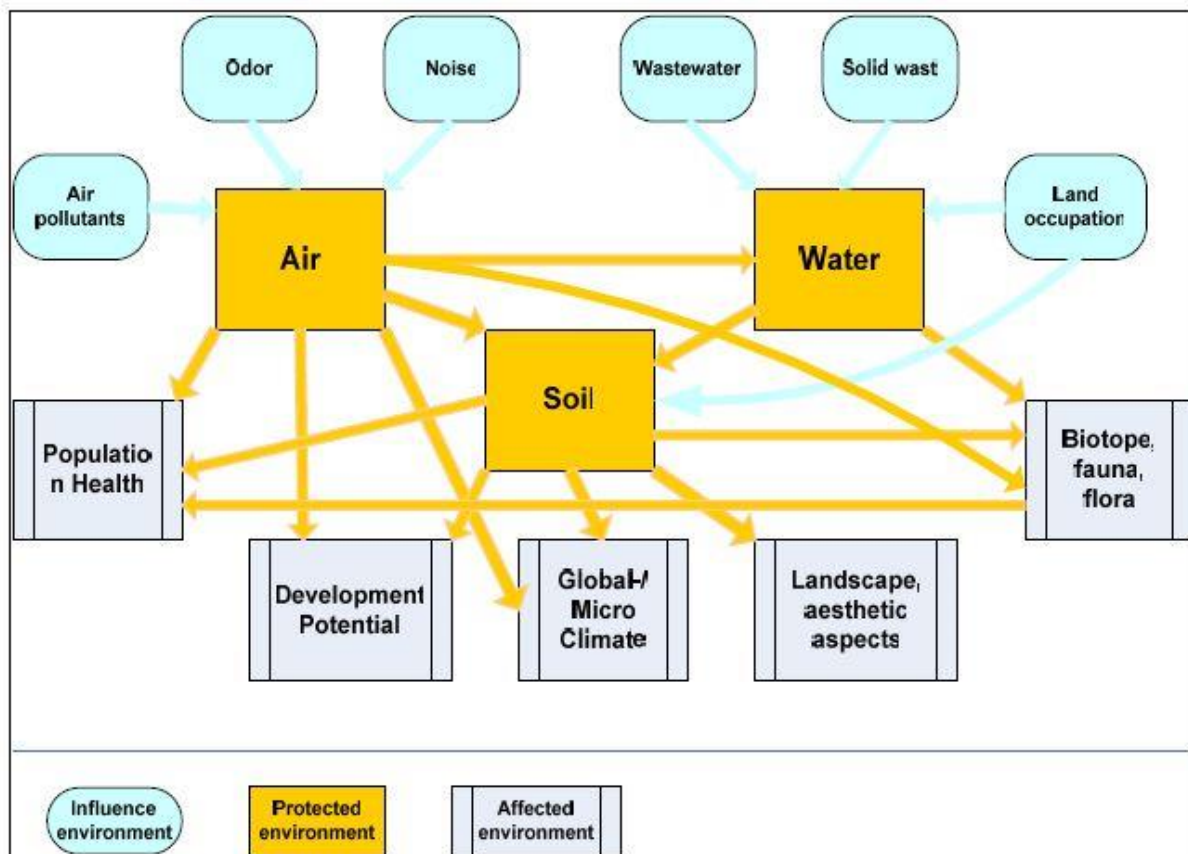 Odor
Noise
Wastewater
Solid wast
Air
pollutants
Land
occupation
Air
Water
Soil
Populatio
n Health
Biotope,
fauna,
flora
Development
Potential
Global-/
Micro
Climate
Landscape,
aesthetic
aspects
Influence
environment
Protected
environment
Affected
environment